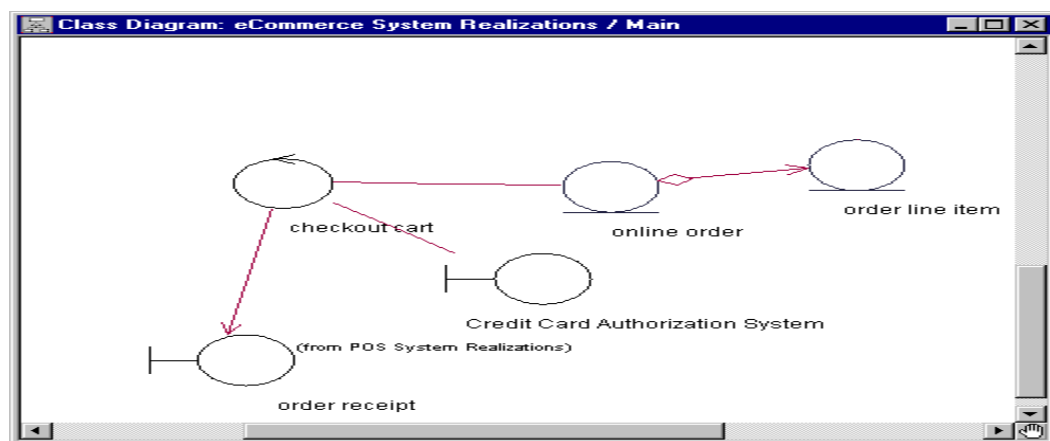 Class Diagram: eCommerce System Realizations / Main
order line item
checkout cart
online order
Credit Card Authorization System
(from POS System Realizations)
order receipt